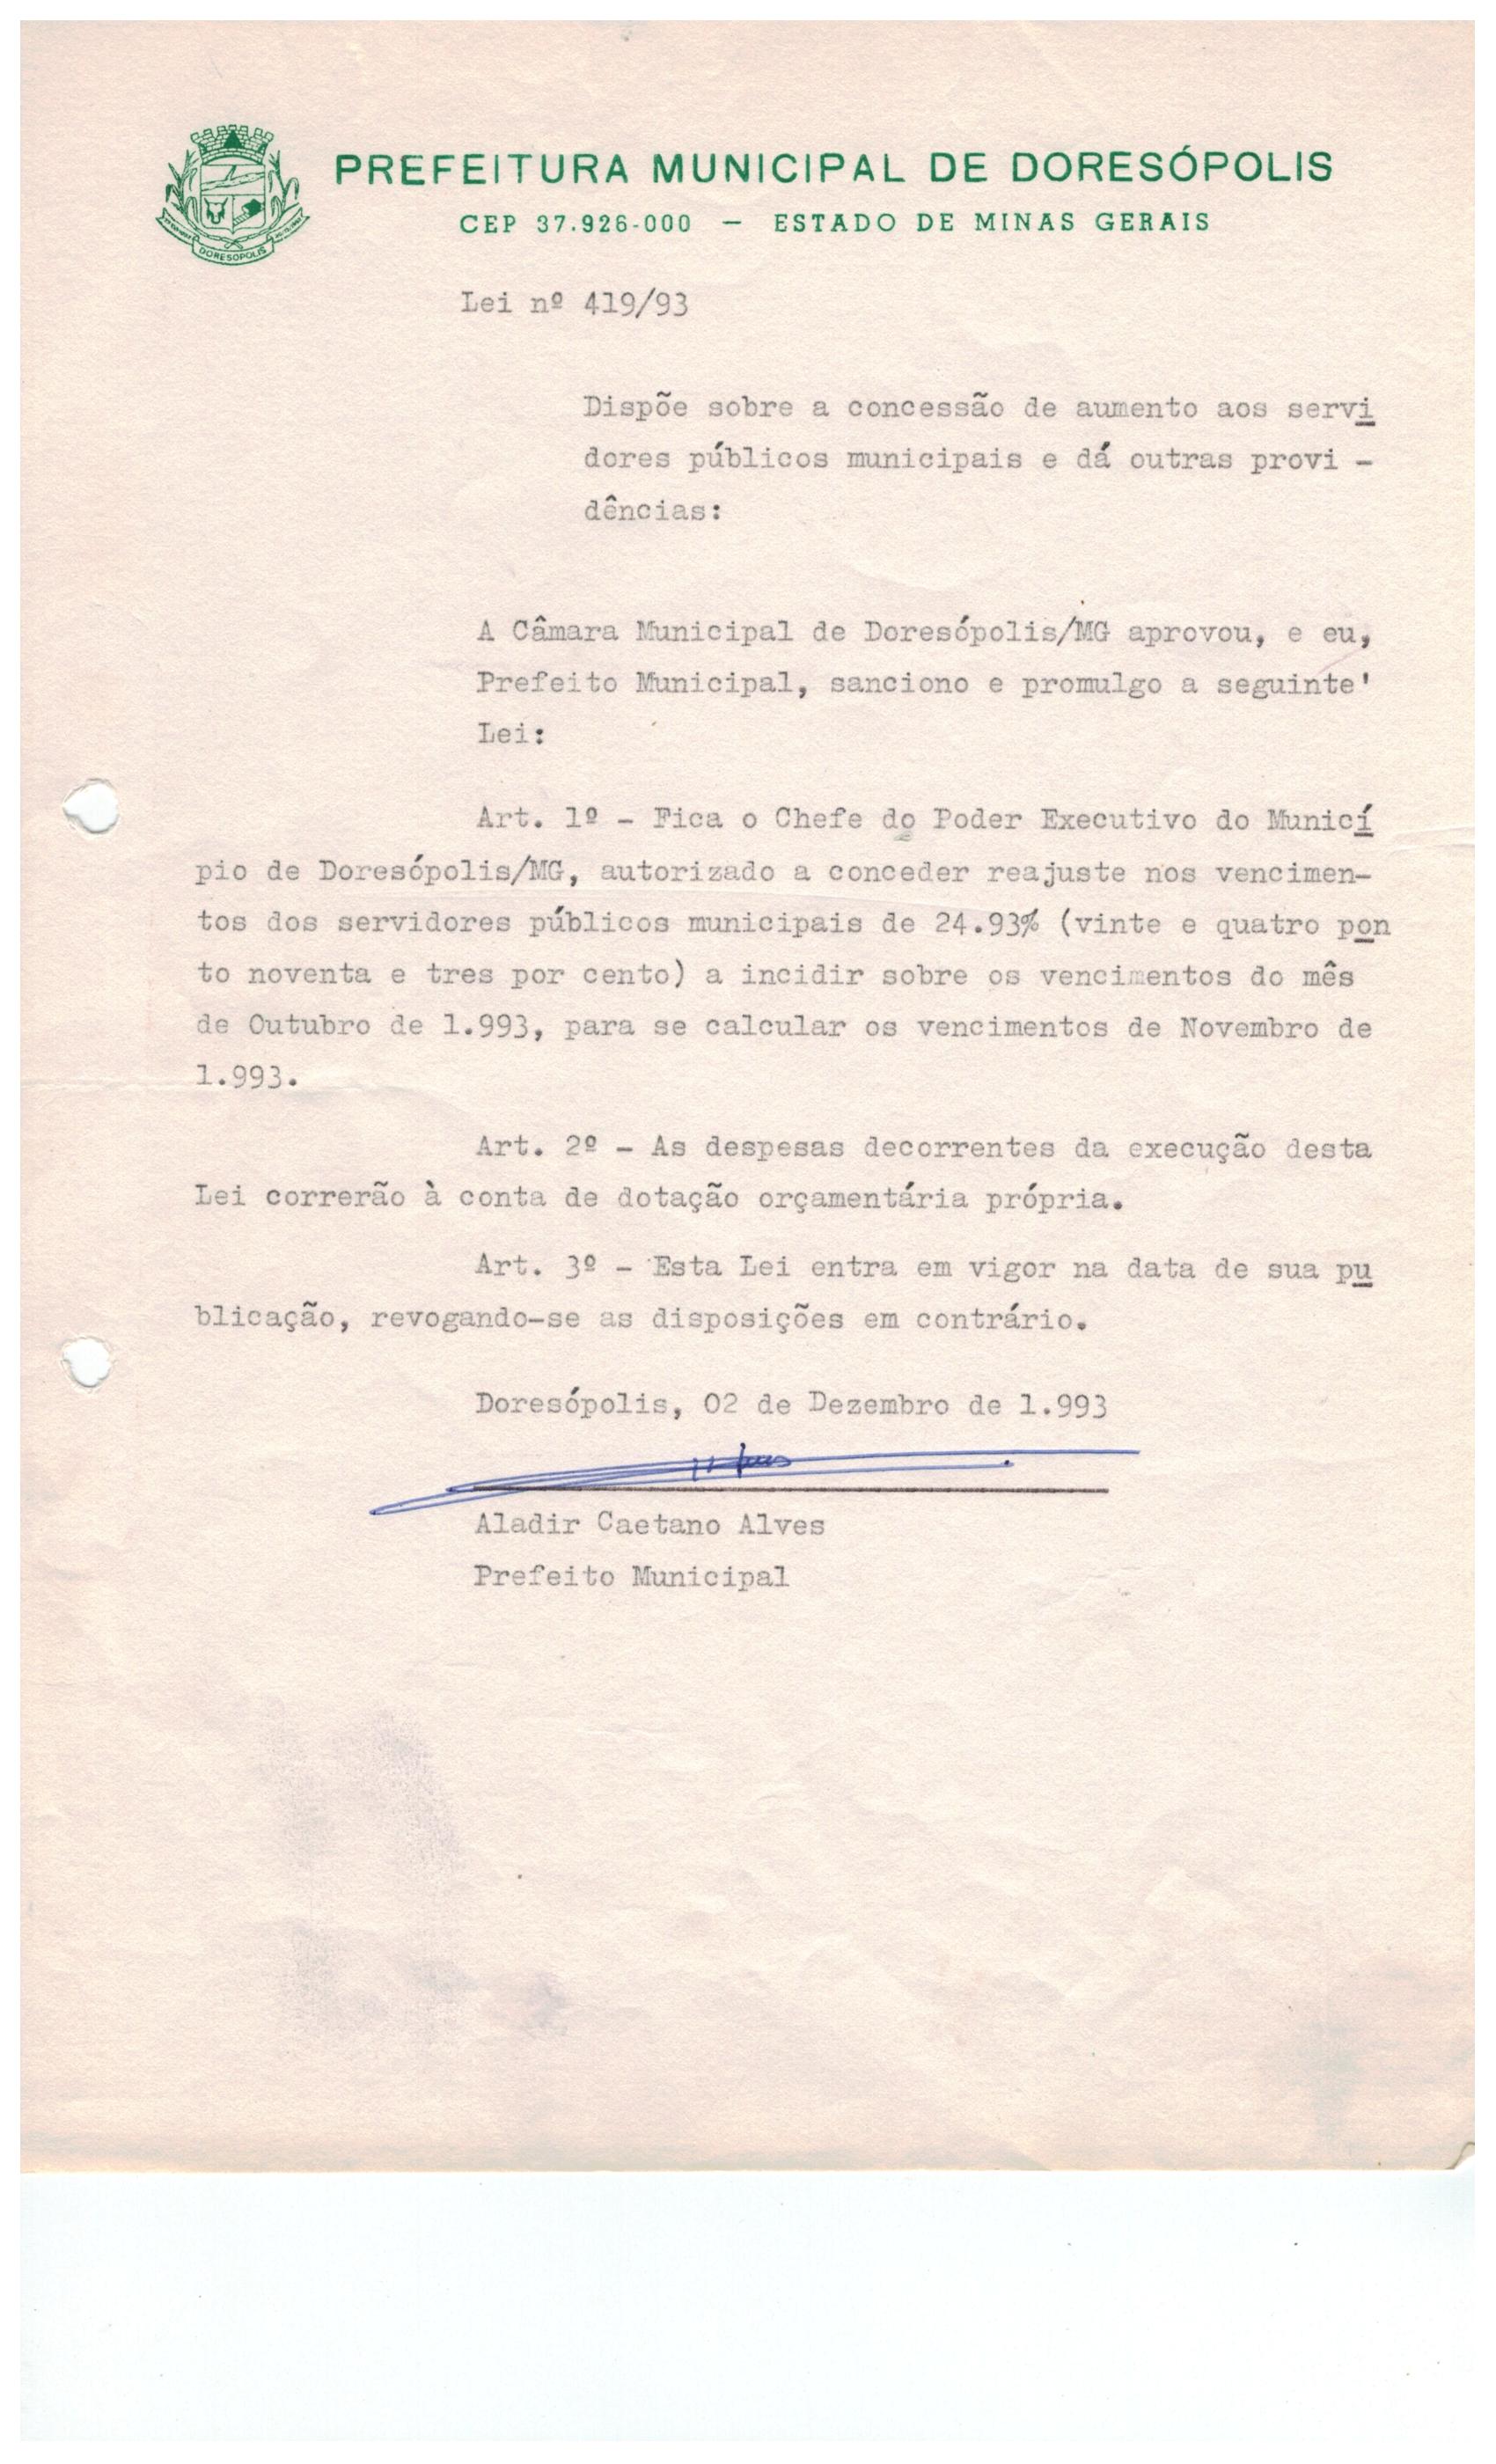 PREFEITURA MUNICIPAL DE DORESÓPOLIS
CEP 37.926-000 — ESTADO DE MINAS GERAIS
DORESÓPOLIS
Lei nº 419/93
Dispõe sobre a concessão de aumento aos servi
dores públicos municipais e dá outras provi -
dências:
A Câmara Municipal de Doresópolis/MG aprovou, e eu,
Prefeito Municipal, sanciono e promulgo a seguinte'
Lei:
Art. 1º - Fica o Chefe do Poder Executivo do Municí
pio de Doresópolis/MG, autorizado a conceder reajuste nos vencimen-
tos dos servidores públicos municipais de 24.93% (vinte e quatro pon
to noventa e tres por cento) a incidir sobre os vencimentos do mês
de Outubro de 1.993, para se calcular os vencimentos de Novembro de
1.993.
Art. 2º - As despesas decorrentes da execução desta
Lei correrão à conta de dotação orçamentária própria.
Art. 3º - Esta Lei entra em vigor na data de sua pu
blicação, revogando-se as disposições em contrário.
Doresópolis, 02 de Dezembro de 1.993
Aladir Caetano Alves
Prefeito Municipal